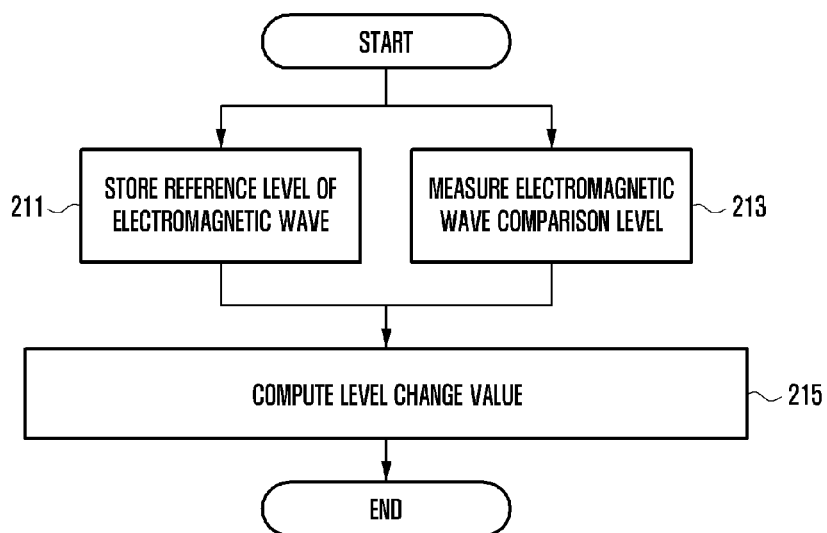 START
STORE REFERENCE LEVEL OF
ELECTROMAGNETIC WAVE
211
MEASURE ELECTROMAGNETIC
WAVE COMPARISON LEVEL
213
COMPUTE LEVEL CHANGE VALUE
215
END